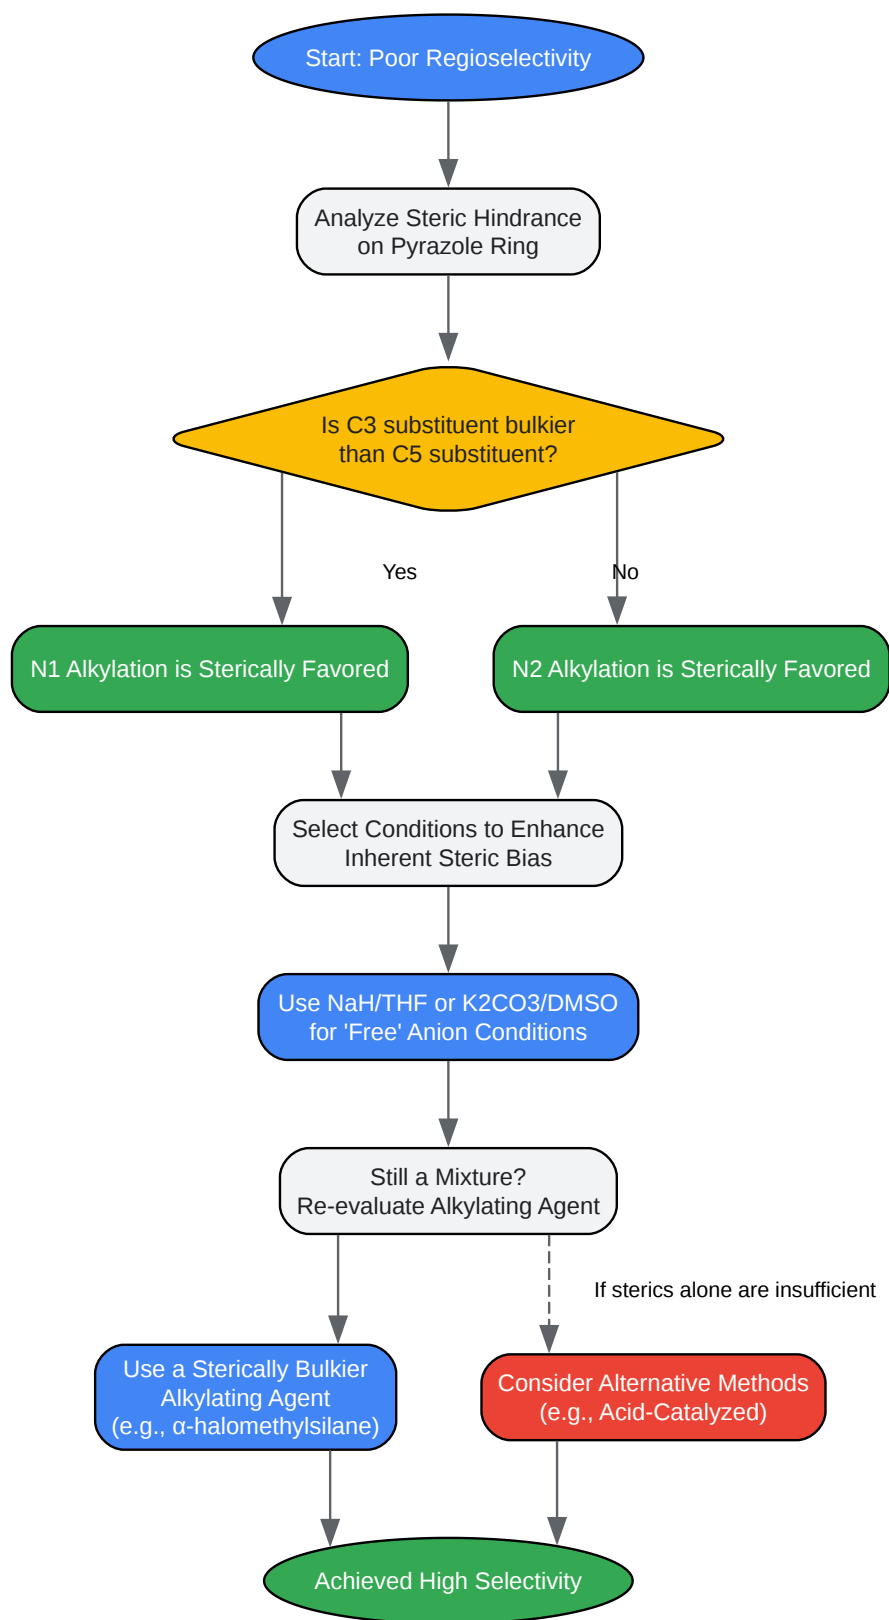 Start: Poor Regioselectivity
Analyze Steric Hindrance
on Pyrazole Ring
Is C3 substituent bulkier
than C5 substituent?
Yes
No
N1 Alkylation is Sterically Favored
N2 Alkylation is Sterically Favored
Select Conditions to Enhance
Inherent Steric Bias
Use NaH/THF or K2CO3/DMSO
for 'Free' Anion Conditions
Still a Mixture?
Re-evaluate Alkylating Agent
If sterics alone are insufficient
Use a Sterically Bulkier
Alkylating Agent
(e.g., α-halomethylsilane)
Consider Alternative Methods
(e.g., Acid-Catalyzed)
Achieved High Selectivity